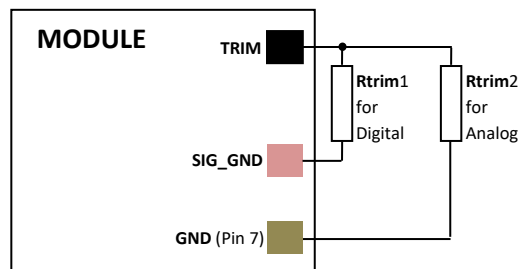 MODULE
TRIM
Rtrim1
for
Digital
Rtrim2
for
Analog
SIG_GND
GND (Pin 7)